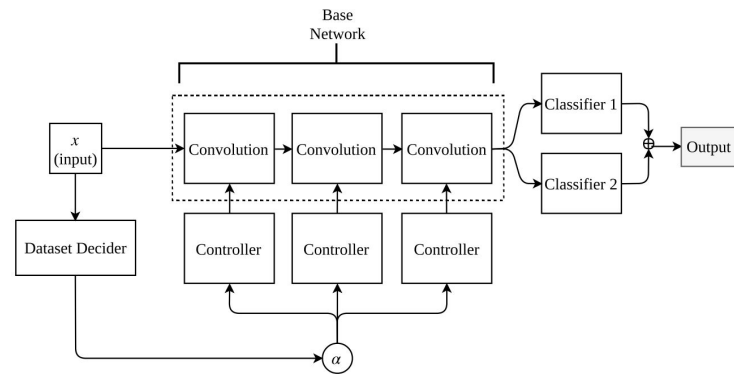 Base
Network
x
(input)
Convolution
Convolution
Convolution
Classifier 1
Classifier 2
⊕
Output
Dataset Decider
Controller
Controller
Controller
α